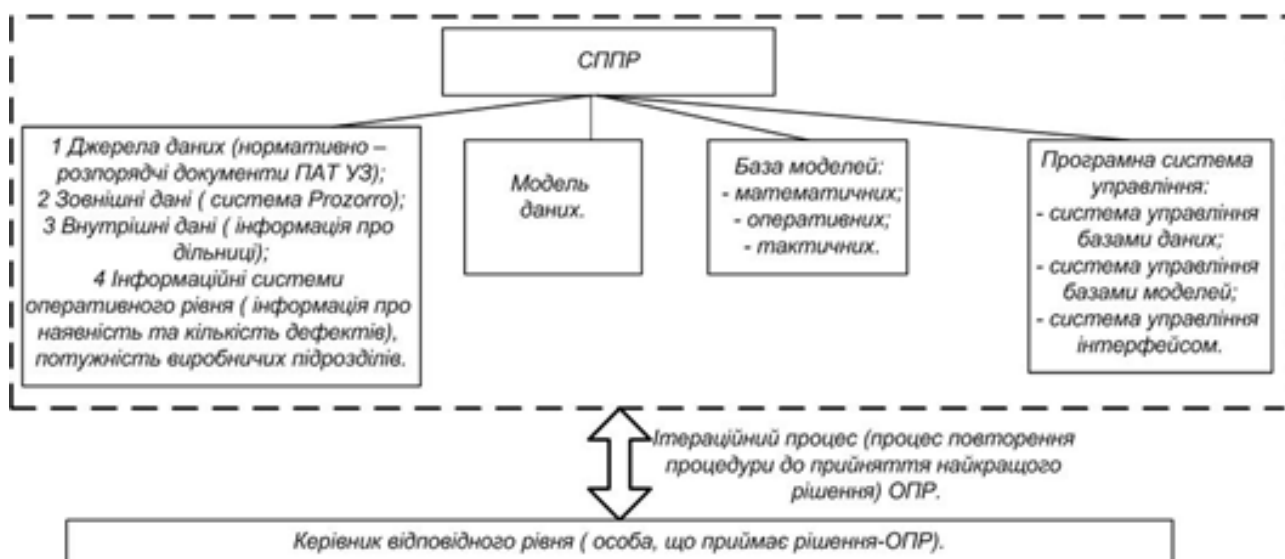 СППР
1 Джерела даних (нормативно –
розпорядчі документи ПАТ УЗ);
2 Зовнішні дані ( система Prozorro);
3 Внутрішні дані ( інформація про
дільниці);
4 Інформаційні системи
оперативного рівня ( інформація про
наявність та кількість дефектів),
потужність виробничих підрозділів.
Модель
даних.
База моделей:
- математичних;
- оперативних;
- тактичних.
Програмна система
управління:
- система управління
базами даних;
- система управління
базами моделей;
- система управління
інтерфейсом.
Ітераційний процес (процес повторення
процедури до прийняття найкращого
рішення) ОПР.
Керівник відповідного рівня ( особа, що приймає рішення-ОПР).